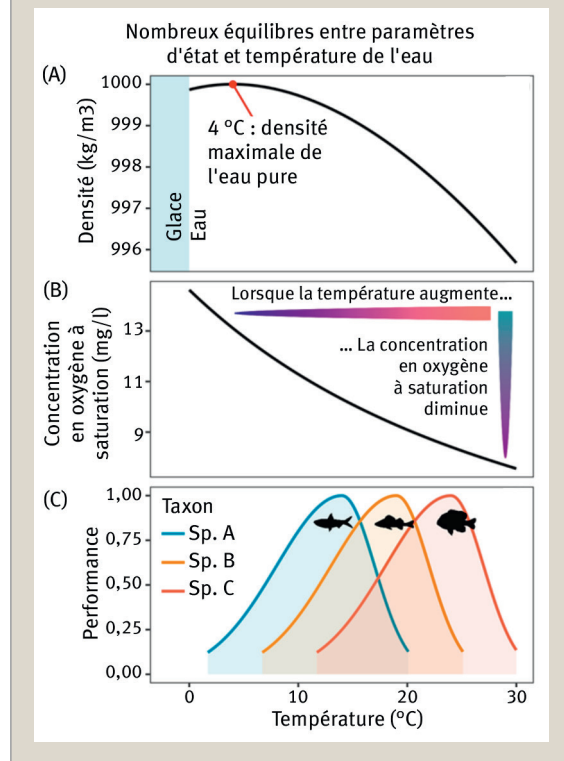 Nombreux équilibres entre paramètres
d'état et température de l'eau
(A)
Densité (kg/m3)
1000
999
998
997
996
4 °C : densité
maximale de
l'eau pure
Glace
Eau
(B)
Concentration
en oxygène à
saturation (mg/l)
13
11
9
Lorsque la température augmente...
... La concentration
en oxygène
à saturation
diminue
(C)
Performance
1,00
0,75
0,50
0,25
0,00
Taxon
Sp. A
Sp. B
Sp. C
0
10
20
30
Température (°C)